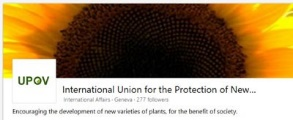 UPOV
International Union for the Protection of New...
International Affairs · Geneva · 277 followers
Encouraging the development of new varieties of plants, for the benefit of society.